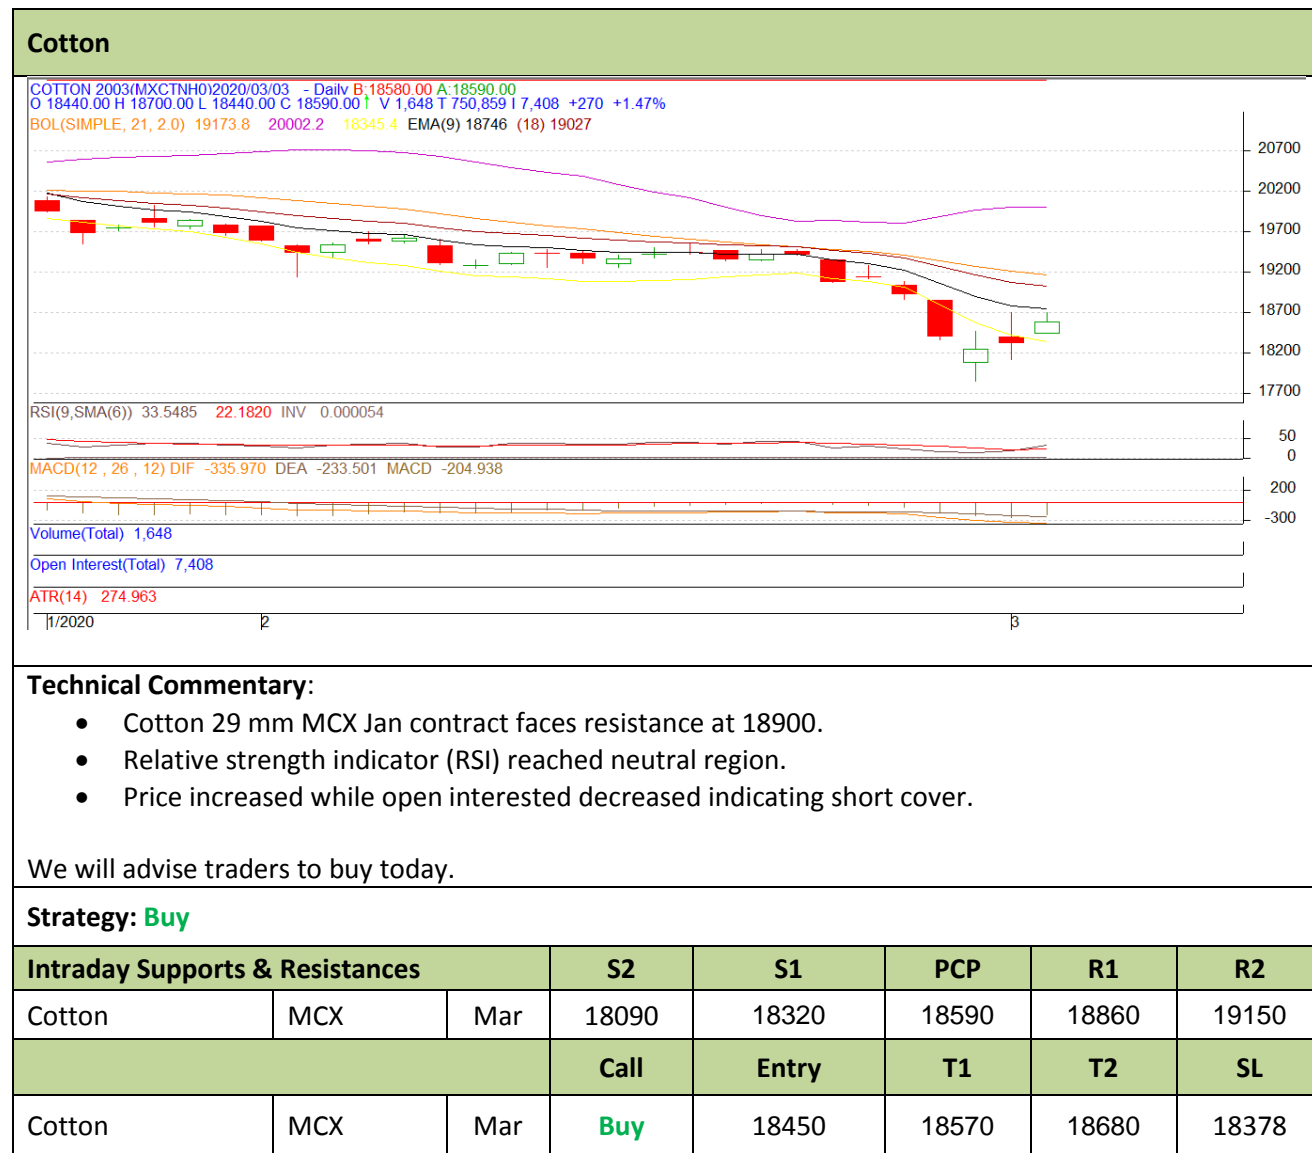 Cotton
COTTON 2003(MXCTNH0)2020/03/03 - Daily B:18580.00 A:18590.00
O 18440.00 H 18700.00 L 18440.00 C 18590.00↑ V 1,648 T 750,859 I 7,408 +270 +1.47%
BOL(SIMPLE, 21, 2.0) 19173.8 20002.2 18345.4 EMA(9) 18746 (18) 19027
20700
20200
19700
19200
18700
18200
17700
RSI(9,SMA(6)) 33.5485 22.1820 INV 0.000054
50
0
MACD(12 , 26 , 12) DIF -335.970 DEA -233.501 MACD -204.938
200
-300
Volume(Total) 1,648
Open Interest(Total) 7,408
ATR(14) 274.963
1/2020 2 3
Technical Commentary:
• Cotton 29 mm MCX Jan contract faces resistance at 18900.
• Relative strength indicator (RSI) reached neutral region.
• Price increased while open interested decreased indicating short cover.
We will advise traders to buy today.
Strategy: Buy
Intraday Supports & Resistances S2 S1 PCP R1 R2
Cotton MCX Mar 18090 18320 18590 18860 19150
Call Entry T1 T2 SL
Cotton MCX Mar Buy 18450 18570 18680 18378